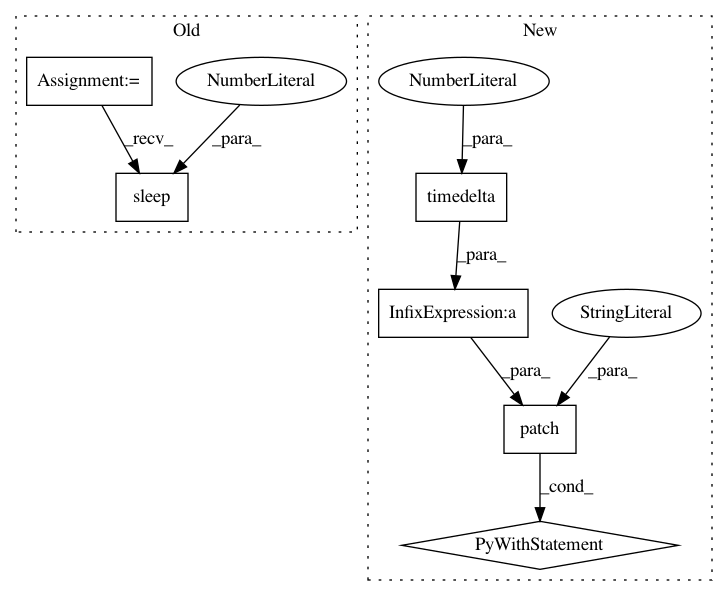 Old
New
Assignment:=
NumberLiteral
NumberLiteral
_recv_
_para_
_para_
sleep
timedelta
_para_
InfixExpression:a
StringLiteral
_para_
_para_
patch
_cond_
PyWithStatement